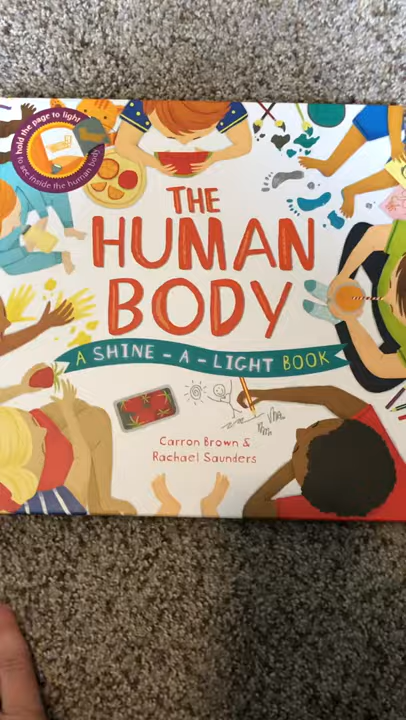 hold the page to light
to see inside the human body
THE
HUMAN
BODY
A SHINE-A-LIGHT BOOK
Carron Brown &
Rachael Saunders